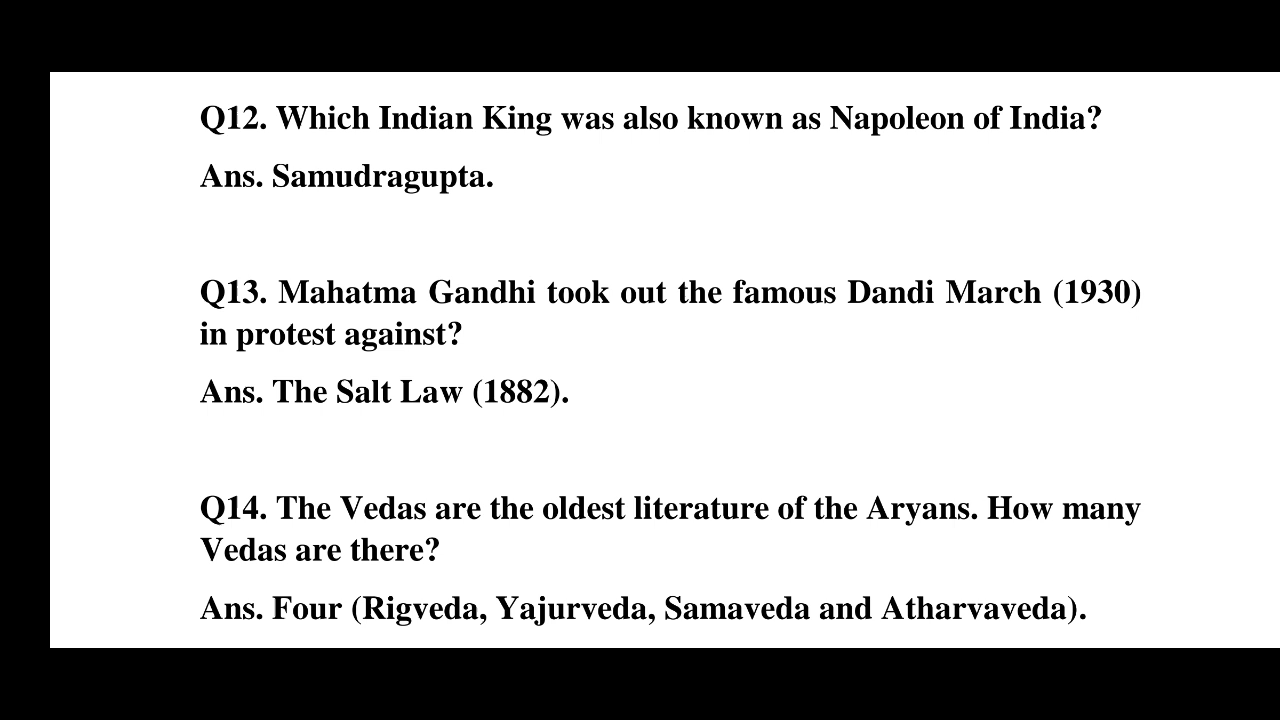 Q12. Which Indian King was also known as Napoleon of India?
Ans. Samudragupta.
Q13. Mahatma Gandhi took out the famous Dandi March (1930)
in protest against?
Ans. The Salt Law (1882).
Q14. The Vedas are the oldest literature of the Aryans. How many
Vedas are there?
Ans. Four (Rigveda, Yajurveda, Samaveda and Atharvaveda).